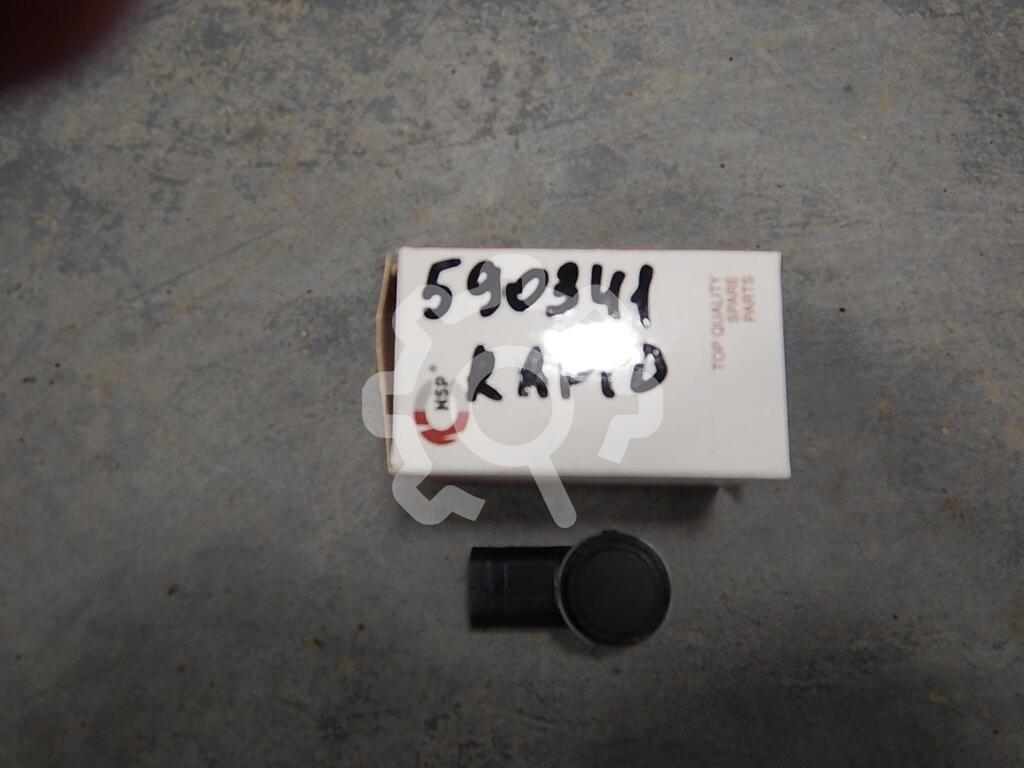 590341
RAPID
NSP®
TOP QUALITY
SPARE
PARTS